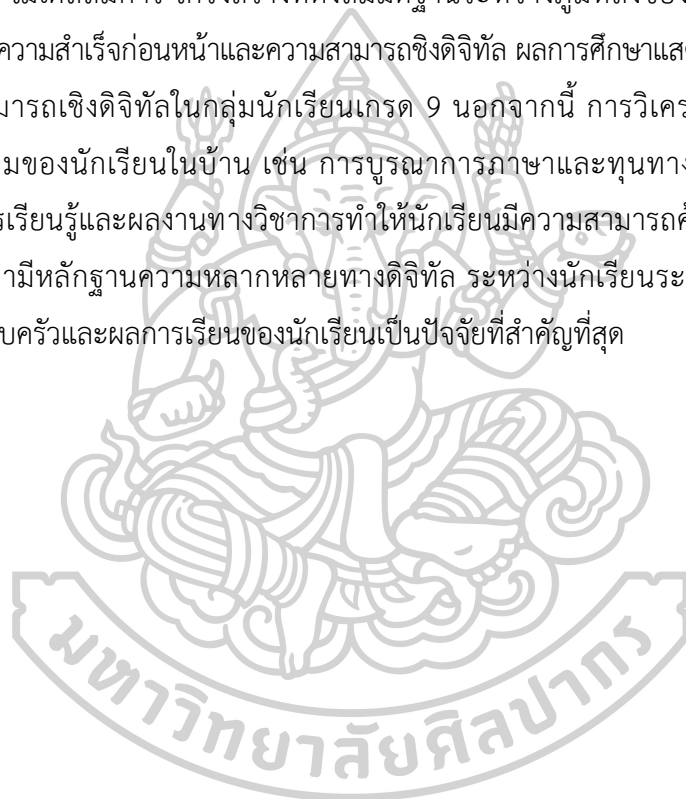 ความสำเร็จก่อนหน้าและความสามารถชิงดิจิทัล ผลการศึกษาแสด
มารถเชิงดิจิทัลในกลุ่มนักเรียนเกรด 9 นอกจากนี้ การวิเคร
มของนักเรียนในบ้าน เช่น การบูรณาการภาษาและทุนทาง
รเรียนรู้และผลงานทางวิชาการทำให้นักเรียนมีความสามารถด้
ามีหลักฐานความหลากหลายทางดิจิทัล ระหว่างนักเรียนระ
บครัวและผลการเรียนของนักเรียนเป็นปัจจัยที่สำคัญที่สุด
มหาวิทยาลัยศิลปากร